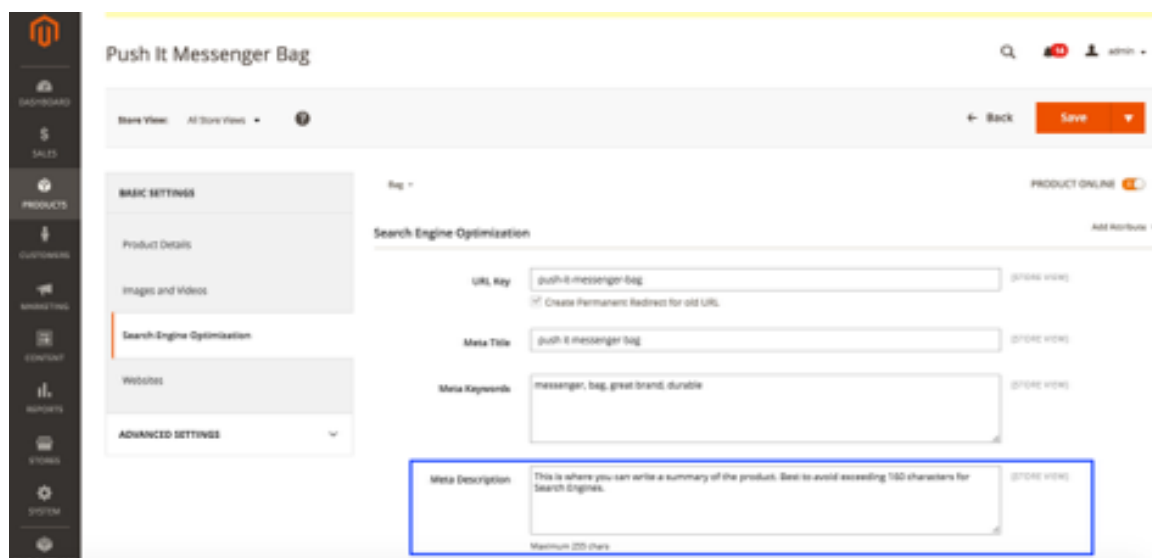 Push It Messenger Bag
admin
DASHBOARD
SALES
PRODUCTS
CUSTOMERS
MARKETING
CONTENT
REPORTS
STORES
SYSTEM
Store View: All Store Views
Back
Save
BASIC SETTINGS
Product Details
Images and Videos
Search Engine Optimization
Websites
ADVANCED SETTINGS
Bag
PRODUCT ONLINE
Search Engine Optimization
Add Attribute
URL Key push-it-messenger-bag [STORE VIEW]
Create Permanent Redirect for old URL
Meta Title push it messenger bag [STORE VIEW]
Meta Keywords messenger, bag, great brand, durable [STORE VIEW]
Meta Description This is where you can write a summary of the product. Best to avoid exceeding 160 characters for [STORE VIEW]
Search Engines.
Maximum 255 chars